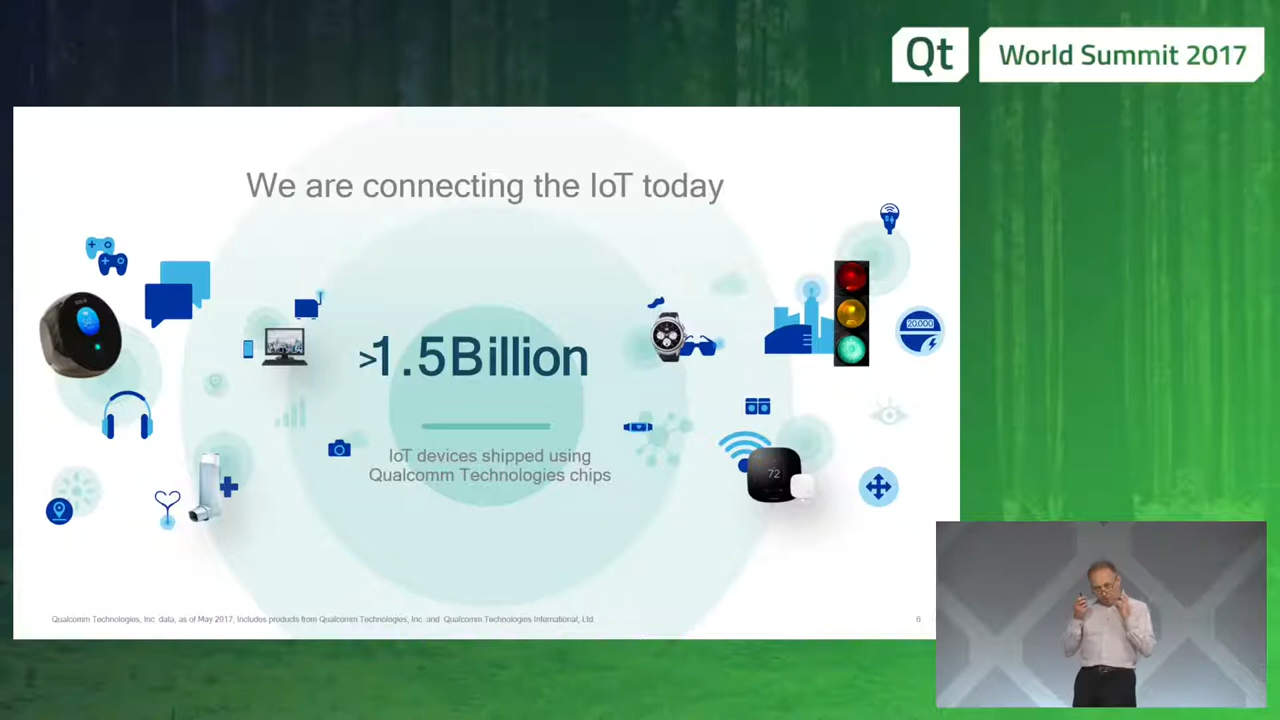 Qt
World Summit 2017
We are connecting the IoT today
20,000
>1.5Billion
IoT devices shipped using
Qualcomm Technologies chips
72
Qualcomm Technologies, Inc. data, as of May 2017; Includes products from Qualcomm Technologies, Inc. and Qualcomm Technologies International, Ltd.
6